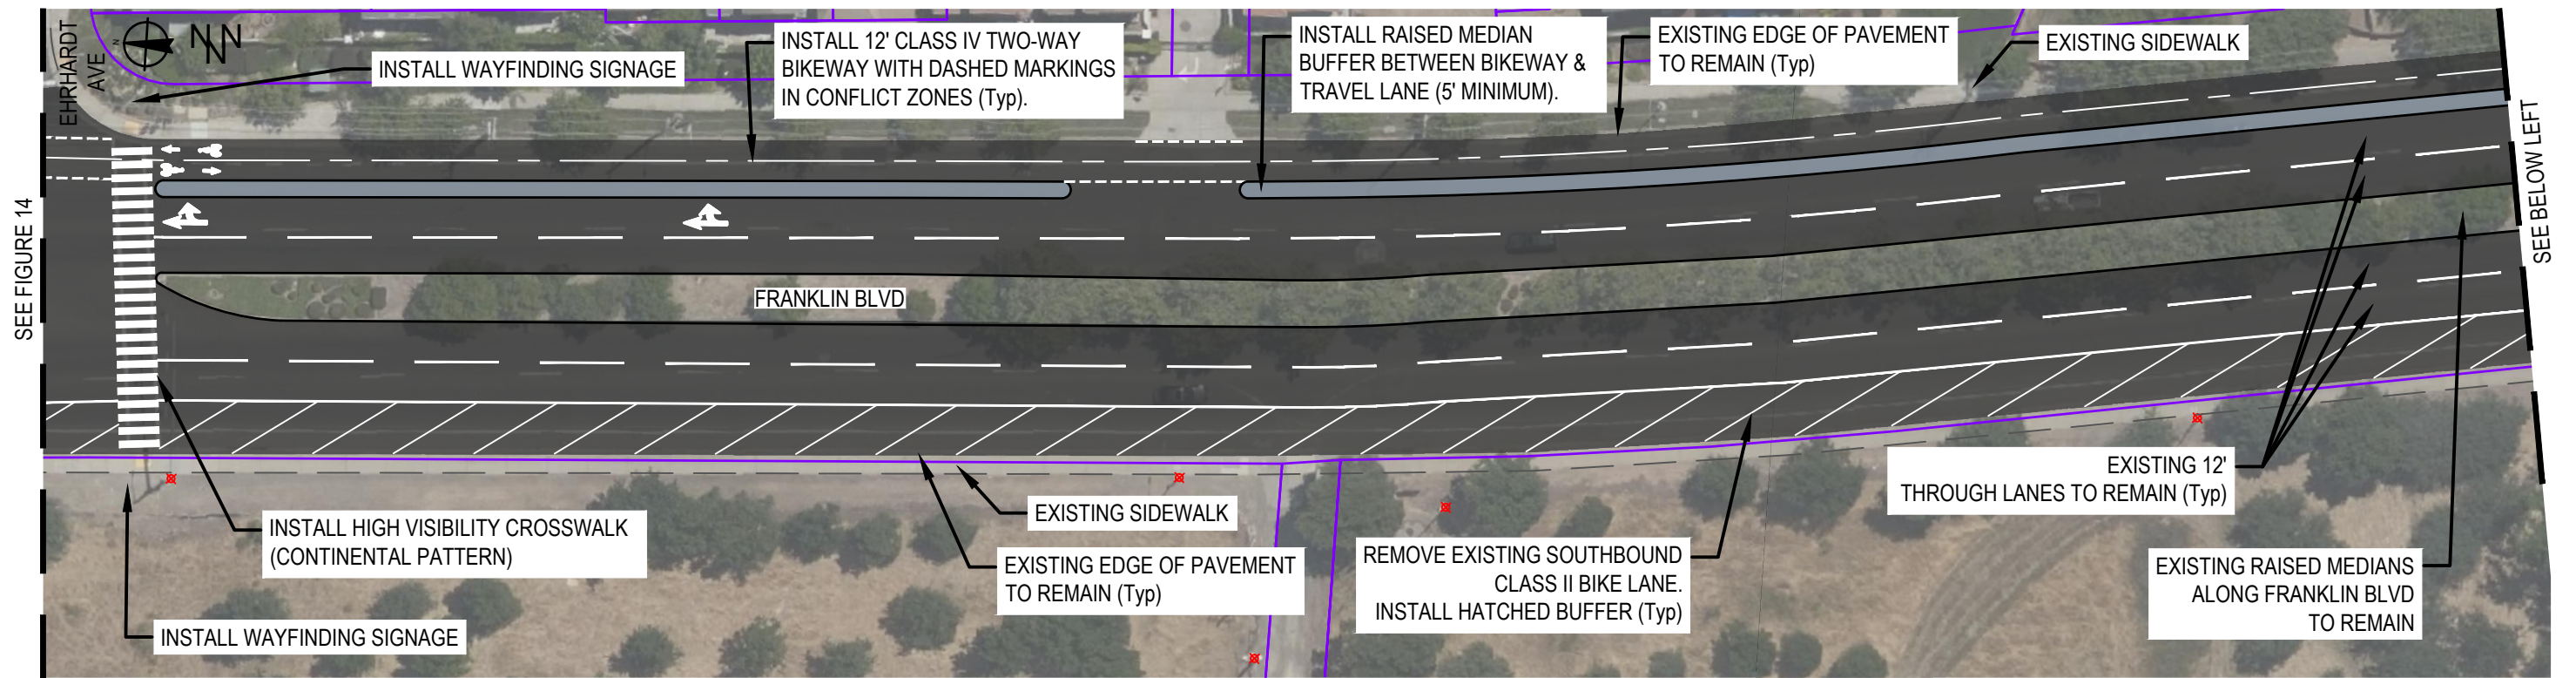 EHRHARDT
AVE
N
INSTALL WAYFINDING SIGNAGE
INSTALL 12' CLASS IV TWO-WAY
BIKEWAY WITH DASHED MARKINGS
IN CONFLICT ZONES (Typ).
INSTALL RAISED MEDIAN
BUFFER BETWEEN BIKEWAY &
TRAVEL LANE (5' MINIMUM).
EXISTING EDGE OF PAVEMENT
TO REMAIN (Typ)
EXISTING SIDEWALK
SEE FIGURE 14
SEE BELOW LEFT
FRANKLIN BLVD
INSTALL HIGH VISIBILITY CROSSWALK
(CONTINENTAL PATTERN)
INSTALL WAYFINDING SIGNAGE
EXISTING SIDEWALK
EXISTING EDGE OF PAVEMENT
TO REMAIN (Typ)
REMOVE EXISTING SOUTHBOUND
CLASS II BIKE LANE.
INSTALL HATCHED BUFFER (Typ)
EXISTING 12'
THROUGH LANES TO REMAIN (Typ)
EXISTING RAISED MEDIANS
ALONG FRANKLIN BLVD
TO REMAIN